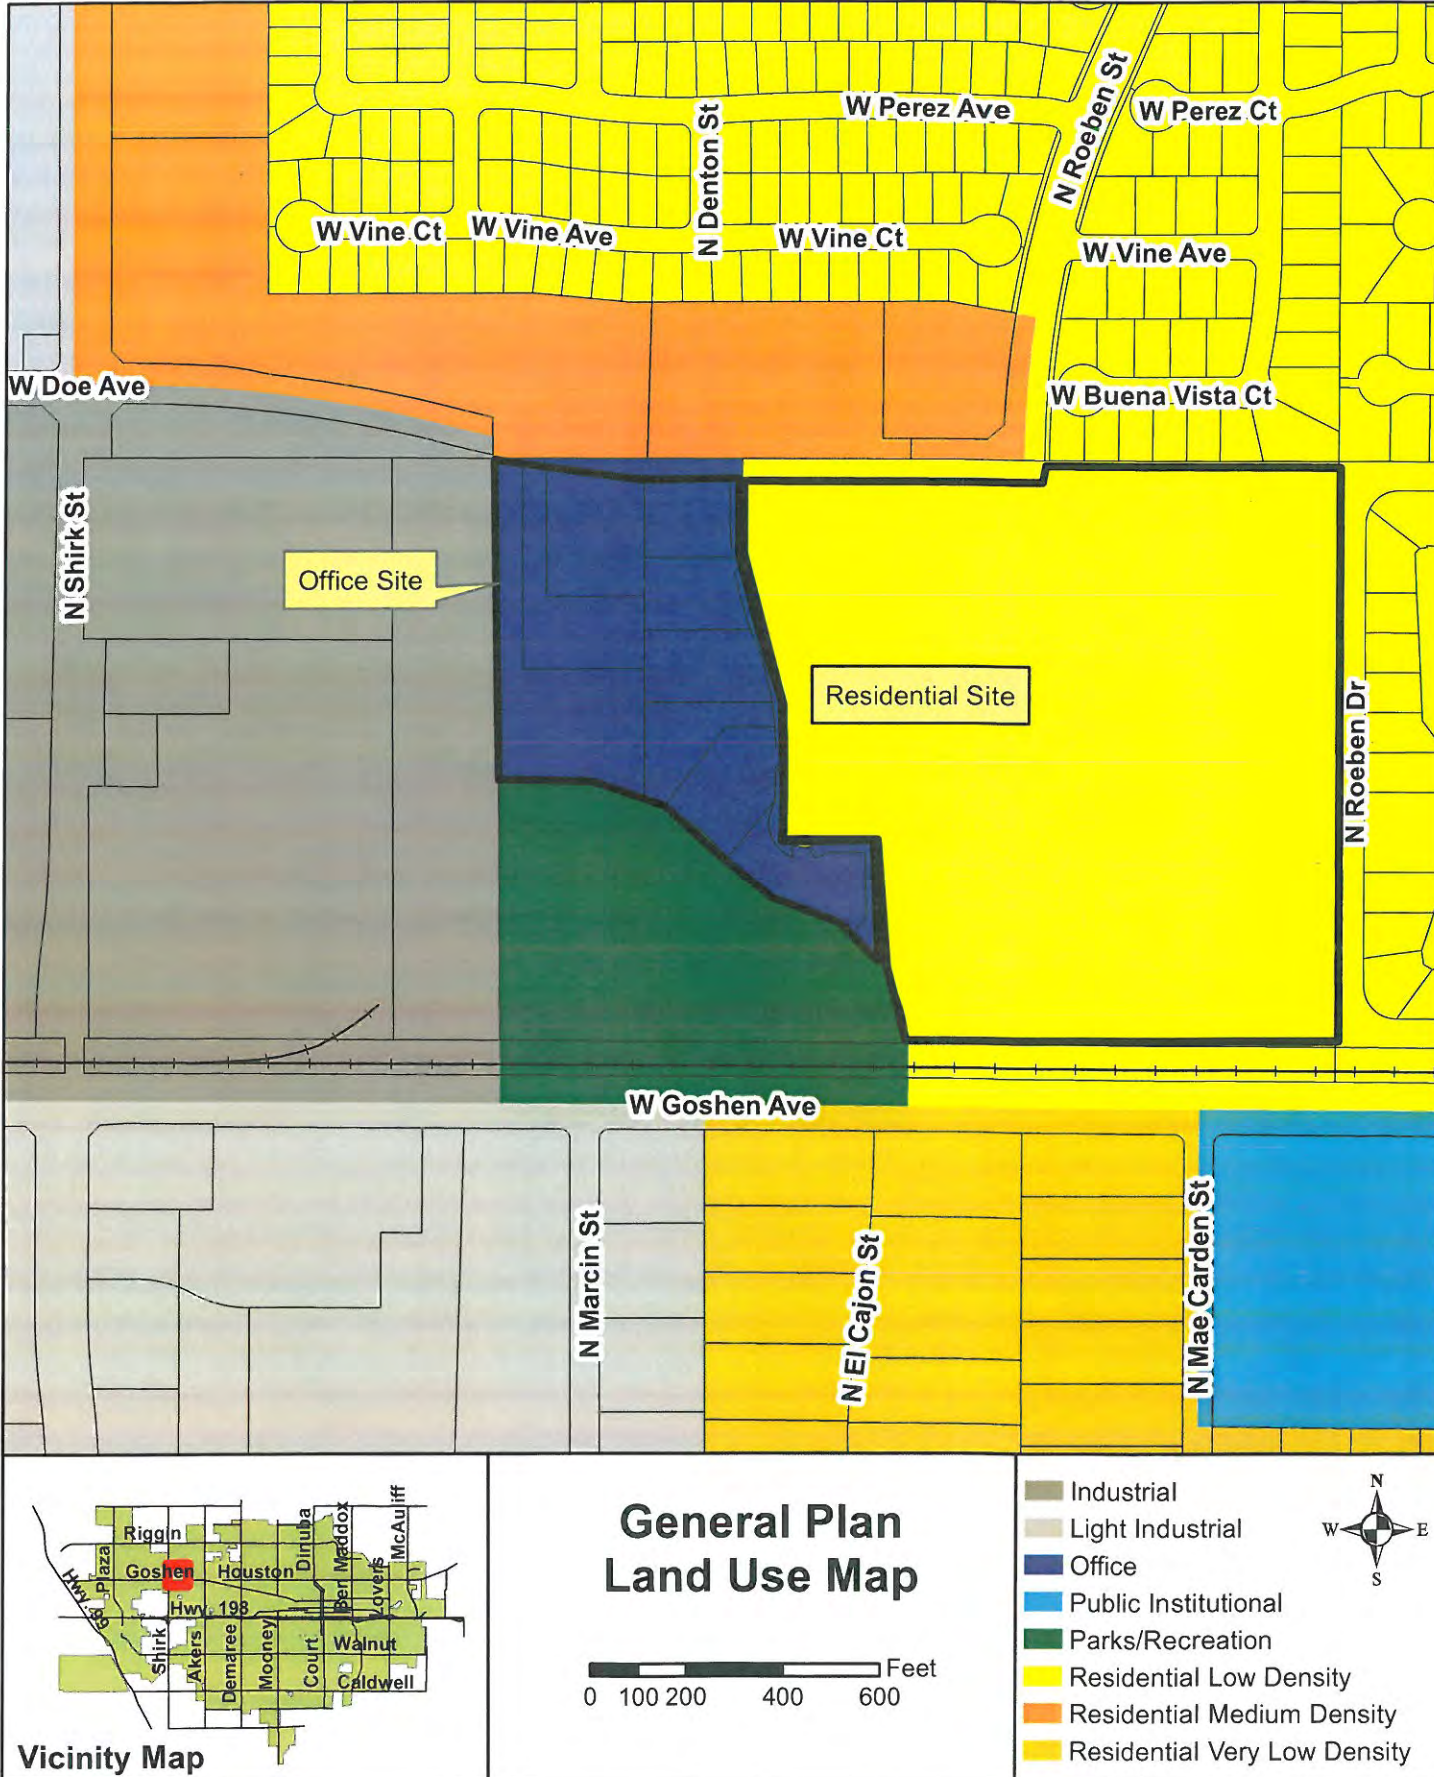 W Perez Ave
W Perez Ct
N Roeben St
N Denton St
W Vine Ct
W Vine Ave
W Vine Ct
W Vine Ave
W Doe Ave
W Buena Vista Ct
N Shirk St
Office Site
Residential Site
N Roeben Dr
W Goshen Ave
N Marcin St
N El Cajon St
N Mae Carden St
Riggin
Plaza
Goshen
Houston
Dinuba
Ben Maddox
Lovers
McAuliff
Hwy. 99
Hwy. 198
Shirk
Akers
Demaree
Mooney
Court
Walnut
Caldwell
Vicinity Map
General Plan
Land Use Map
Feet
0 100 200 400 600
Industrial
Light Industrial
Office
Public Institutional
Parks/Recreation
Residential Low Density
Residential Medium Density
Residential Very Low Density
N
W E
S